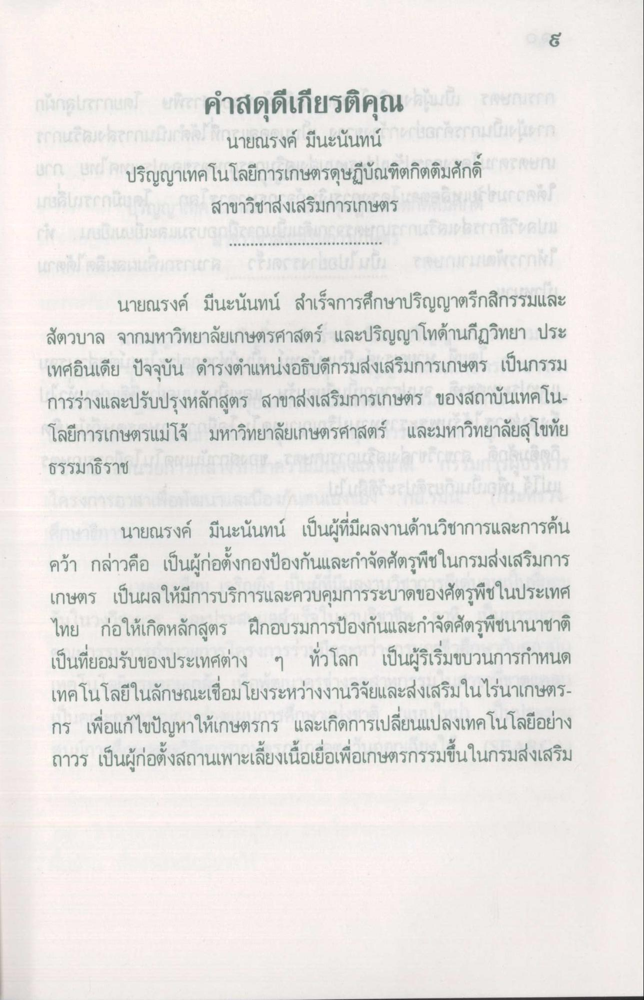 ๙
คำสดุดีเกียรติคุณ
นายณรงค์ มีนะนันทน์
ปริญญาเทคโนโลยีการเกษตรดุษฎีบัณฑิตกิตติมศักดิ์
สาขาวิชาส่งเสริมการเกษตร
....................................
นายณรงค์ มีนะนันทน์ สำเร็จการศึกษาปริญญาตรีกสิกรรมและ
สัตวบาล จากมหาวิทยาลัยเกษตรศาสตร์ และปริญญาโทด้านกีฏวิทยา ประ
เทศอินเดีย ปัจจุบัน ดำรงตำแหน่งอธิบดีกรมส่งเสริมการเกษตร เป็นกรรม
การร่างและปรับปรุงหลักสูตร สาขาส่งเสริมการเกษตร ของสถาบันเทคโน-
โลยีการเกษตรแม่โจ้ มหาวิทยาลัยเกษตรศาสตร์ และมหาวิทยาลัยสุโขทัย
ธรรมาธิราช
นายณรงค์ มีนะนันทน์ เป็นผู้ที่มีผลงานด้านวิชาการและการค้น
คว้า กล่าวคือ เป็นผู้ก่อตั้งกองป้องกันและกำจัดศัตรูพืชในกรมส่งเสริมการ
เกษตร เป็นผลให้มีการบริการและควบคุมการระบาดของศัตรูพืชในประเทศ
ไทย ก่อให้เกิดหลักสูตร ฝึกอบรมการป้องกันและกำจัดศัตรูพืชนานาชาติ
เป็นที่ยอมรับของประเทศต่าง ๆ ทั่วโลก เป็นผู้ริเริ่มขบวนการกำหนด
เทคโนโลยีในลักษณะเชื่อมโยงระหว่างงานวิจัยและส่งเสริมในไร่นาเกษตร-
กร เพื่อแก้ไขปัญหาให้เกษตรกร และเกิดการเปลี่ยนแปลงเทคโนโลยีอย่าง
ถาวร เป็นผู้ก่อตั้งสถานเพาะเลี้ยงเนื้อเยื่อเพื่อเกษตรกรรมขึ้นในกรมส่งเสริม